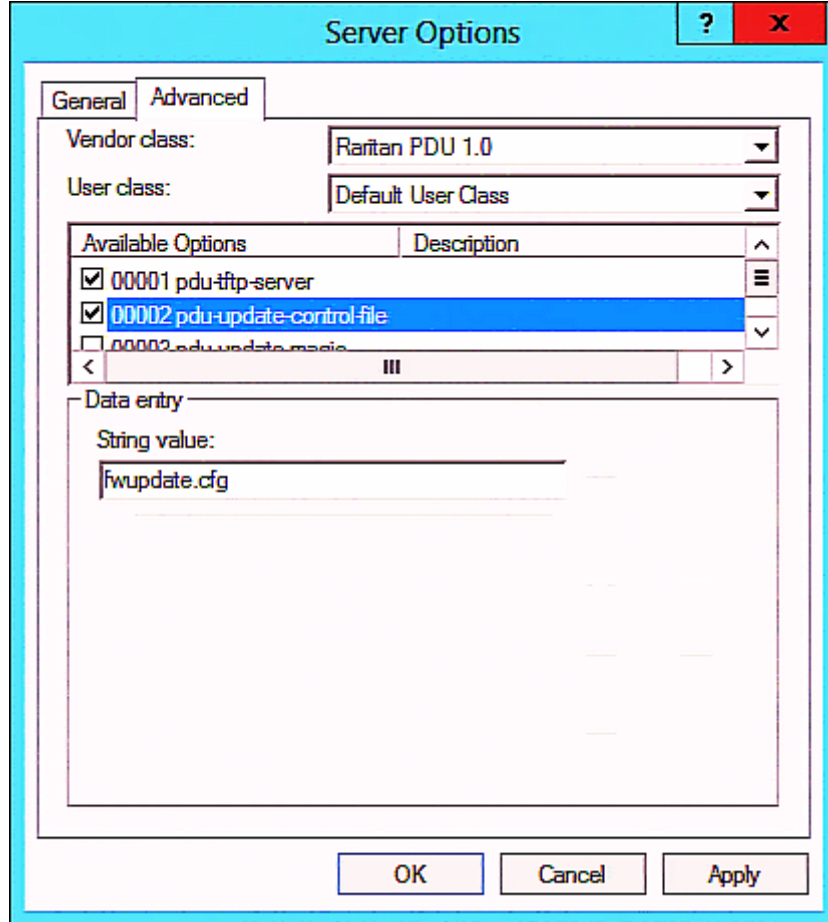 Server Options
?
x
General
Advanced
Vendor class:
Raritan PDU 1.0
User class:
Default User Class
Available Options
Description
00001 pdu-tftp-server
00002 pdu-update-control-file
Data entry
String value:
fwupdate.cfg
OK
Cancel
Apply